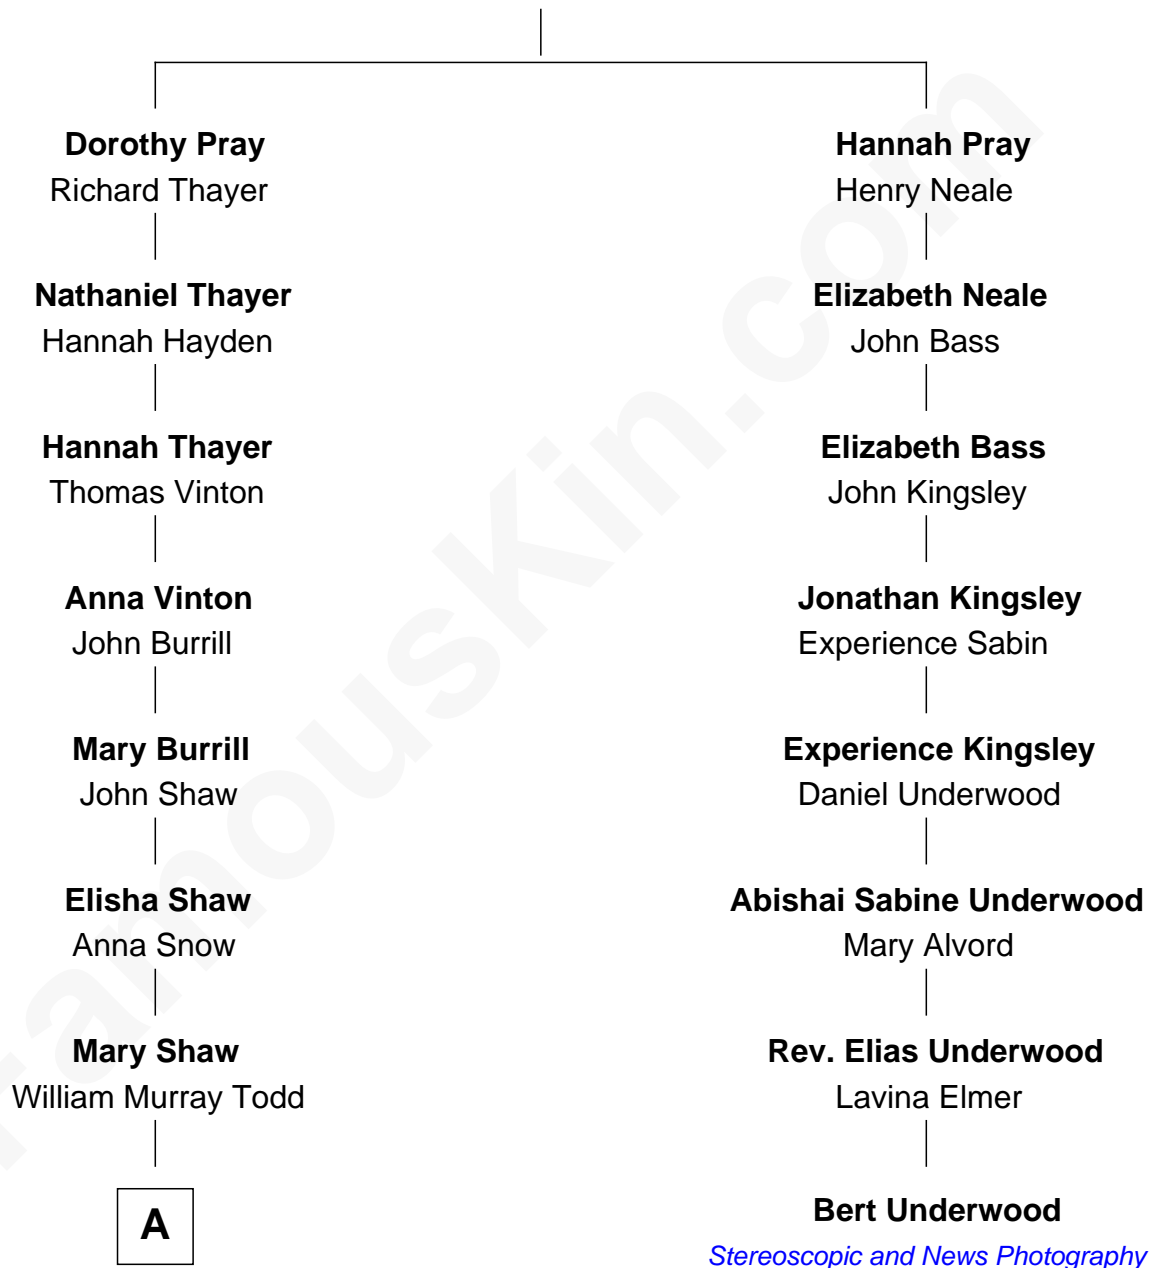 Dorothy Pray
Richard Thayer
Nathaniel Thayer
Hannah Hayden
Hannah Thayer
Thomas Vinton
Anna Vinton
John Burrill
Mary Burrill
John Shaw
Elisha Shaw
Anna Snow
Mary Shaw
William Murray Todd
A
Hannah Pray
Henry Neale
Elizabeth Neale
John Bass
Elizabeth Bass
John Kingsley
Jonathan Kingsley
Experience Sabin
Experience Kingsley
Daniel Underwood
Abishai Sabine Underwood
Mary Alvord
Rev. Elias Underwood
Lavina Elmer
Bert Underwood
Stereoscopic and News Photography
FamousKin.com